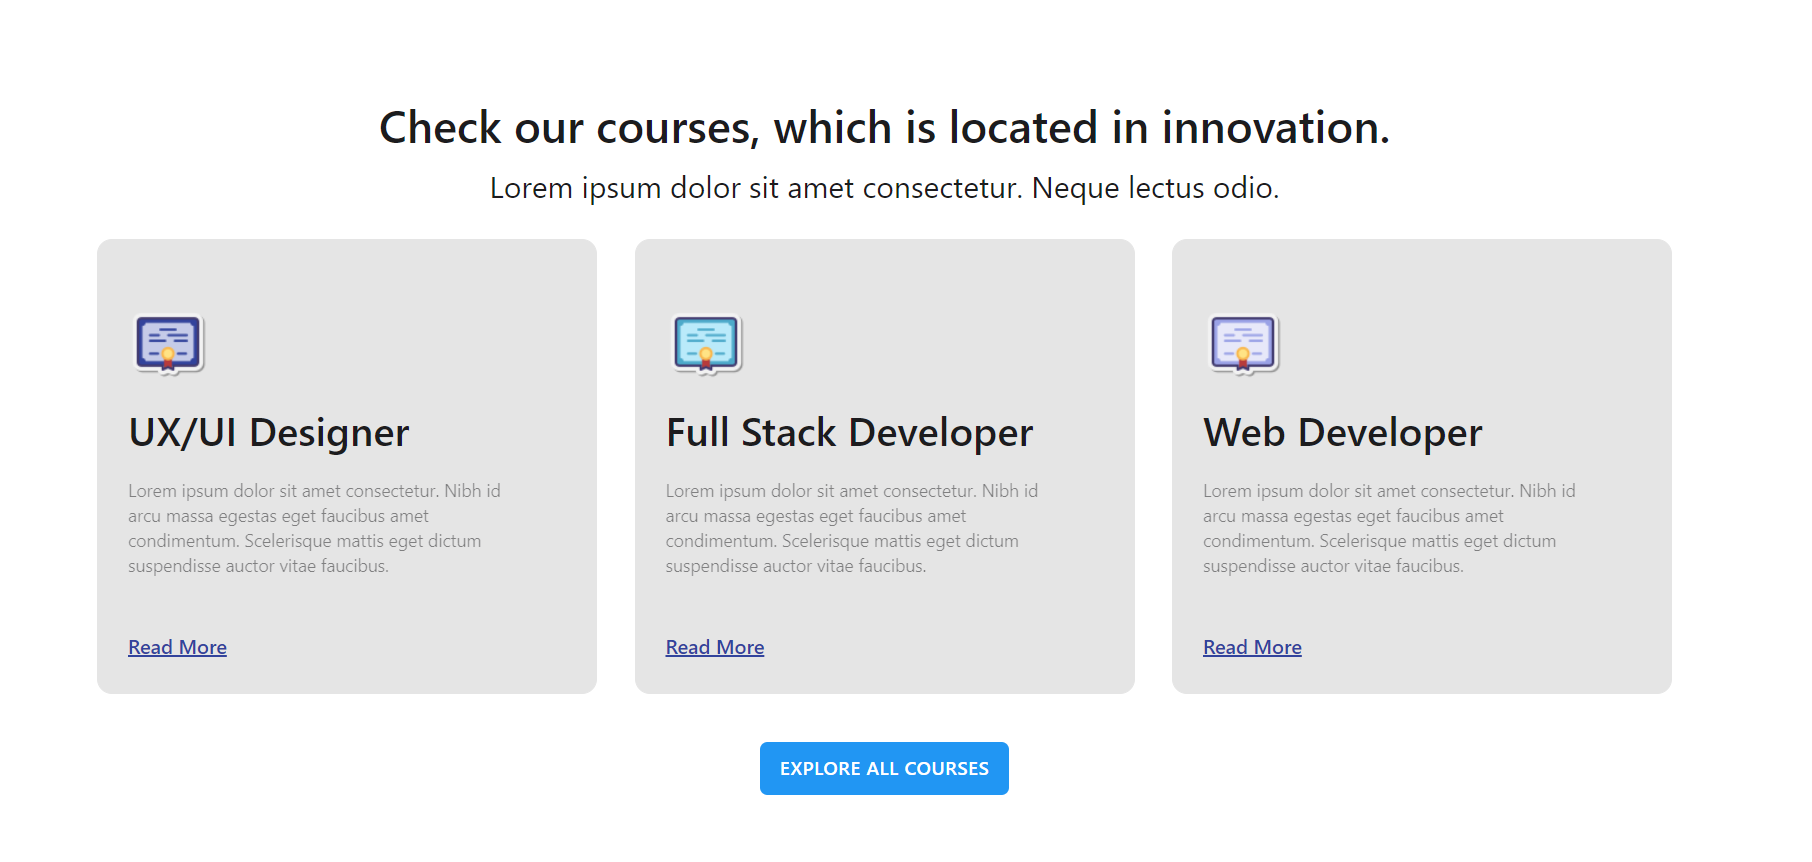 Check our courses, which is located in innovation.
Lorem ipsum dolor sit amet consectetur. Neque lectus odio.
UX/UI Designer
Lorem ipsum dolor sit amet consectetur. Nibh id
arcu massa egestas eget faucibus amet
condimentum. Scelerisque mattis eget dictum
suspendisse auctor vitae faucibus.
Read More
Full Stack Developer
Lorem ipsum dolor sit amet consectetur. Nibh id
arcu massa egestas eget faucibus amet
condimentum. Scelerisque mattis eget dictum
suspendisse auctor vitae faucibus.
Read More
Web Developer
Lorem ipsum dolor sit amet consectetur. Nibh id
arcu massa egestas eget faucibus amet
condimentum. Scelerisque mattis eget dictum
suspendisse auctor vitae faucibus.
Read More
EXPLORE ALL COURSES